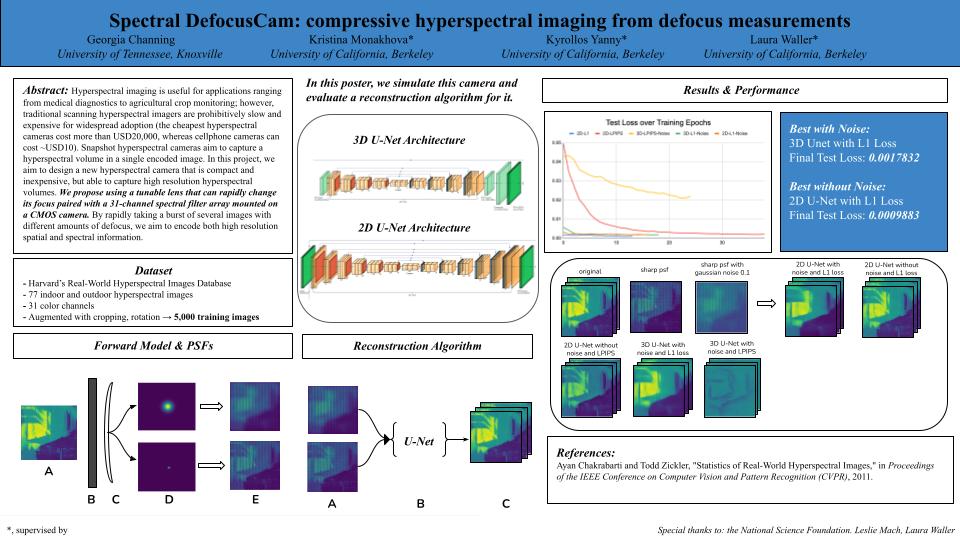 Spectral DefocusCam: compressive hyperspectral imaging from defocus measurements
Georgia Channing
University of Tennessee, Knoxville
Kristina Monakhova*
University of California, Berkeley
Kyrollos Yanny*
University of California, Berkeley
Laura Waller*
University of California, Berkeley
Abstract: Hyperspectral imaging is useful for applications ranging
from medical diagnostics to agricultural crop monitoring; however,
traditional scanning hyperspectral imagers are prohibitively slow and
expensive for widespread adoption (the cheapest hyperspectral
cameras cost more than USD20,000, whereas cellphone cameras can
cost ~USD10). Snapshot hyperspectral cameras aim to capture a
hyperspectral volume in a single encoded image. In this project, we
aim to design a new hyperspectral camera that is compact and
inexpensive, but able to capture high resolution hyperspectral
volumes. We propose using a tunable lens that can rapidly change
its focus paired with a 31-channel spectral filter array mounted on
a CMOS camera. By rapidly taking a burst of several images with
different amounts of defocus, we aim to encode both high resolution
spatial and spectral information.
Dataset
- Harvard's Real-World Hyperspectral Images Database
- 77 indoor and outdoor hyperspectral images
- 31 color channels
- Augmented with cropping, rotation → 5,000 training images
Forward Model & PSFs
A
B
C
D
E
In this poster, we simulate this camera and
evaluate a reconstruction algorithm for it.
3D U-Net Architecture
2D U-Net Architecture
Reconstruction Algorithm
U-Net
A
B
C
Results & Performance
Test Loss over Training Epochs
2D-L1 2D-LPIPS 3D-LPIPS-Noise 3D-L1-Noise 2D-L1-Noise
0.05
0.04
0.03
0.02
0.01
0.00
0
10
20
30
Best with Noise:
3D Unet with L1 Loss
Final Test Loss: 0.0017832
Best without Noise:
2D U-Net with L1 Loss
Final Test Loss: 0.0009883
original
sharp psf
sharp psf with
gaussian noise 0.1
2D U-Net with
noise and L1 loss
2D U-Net without
noise and L1 loss
2D U-Net without
noise and LPIPS
3D U-Net with
noise and L1 loss
3D U-Net with
noise and LPIPS
References:
Ayan Chakrabarti and Todd Zickler, "Statistics of Real-World Hyperspectral Images," in Proceedings
of the IEEE Conference on Computer Vision and Pattern Recognition (CVPR), 2011.
*, supervised by
Special thanks to: the National Science Foundation. Leslie Mach, Laura Waller